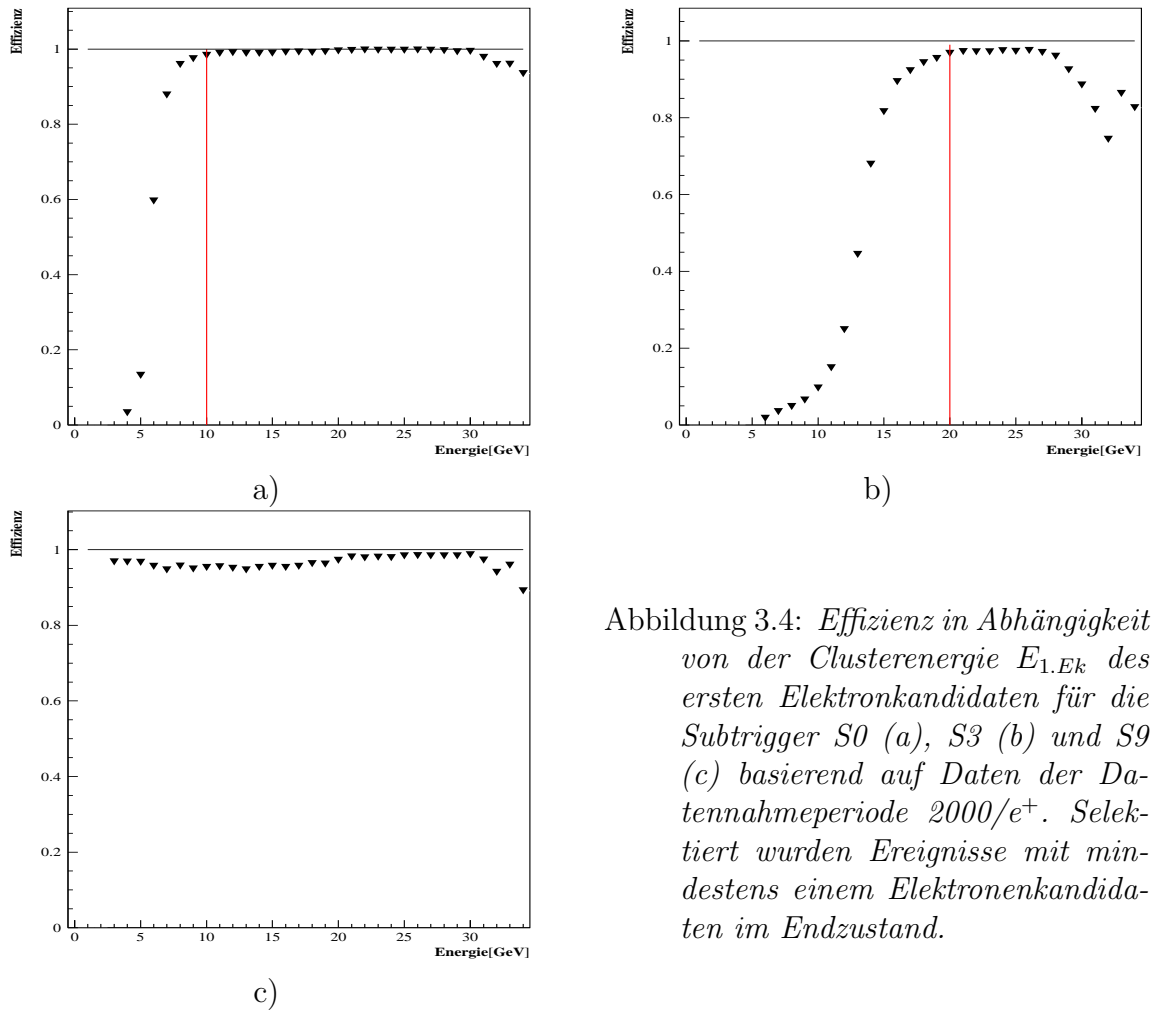 Effizienz
1
0.8
0.6
0.4
0.2
0
0 5 10 15 20 25 30
Energie[GeV]
a)
Effizienz
1
0.8
0.6
0.4
0.2
0
0 5 10 15 20 25 30
Energie[GeV]
b)
Effizienz
1
0.8
0.6
0.4
0.2
0
0 5 10 15 20 25 30
Energie[GeV]
c)
Abbildung 3.4: Effizienz in Abhängigkeit
von der Clusterenergie E_{1.Ek} des
ersten Elektronkandidaten für die
Subtrigger S0 (a), S3 (b) und S9
(c) basierend auf Daten der Da-
tennahmeperiode 2000/e⁺. Selek-
tiert wurden Ereignisse mit min-
destens einem Elektronenkandida-
ten im Endzustand.